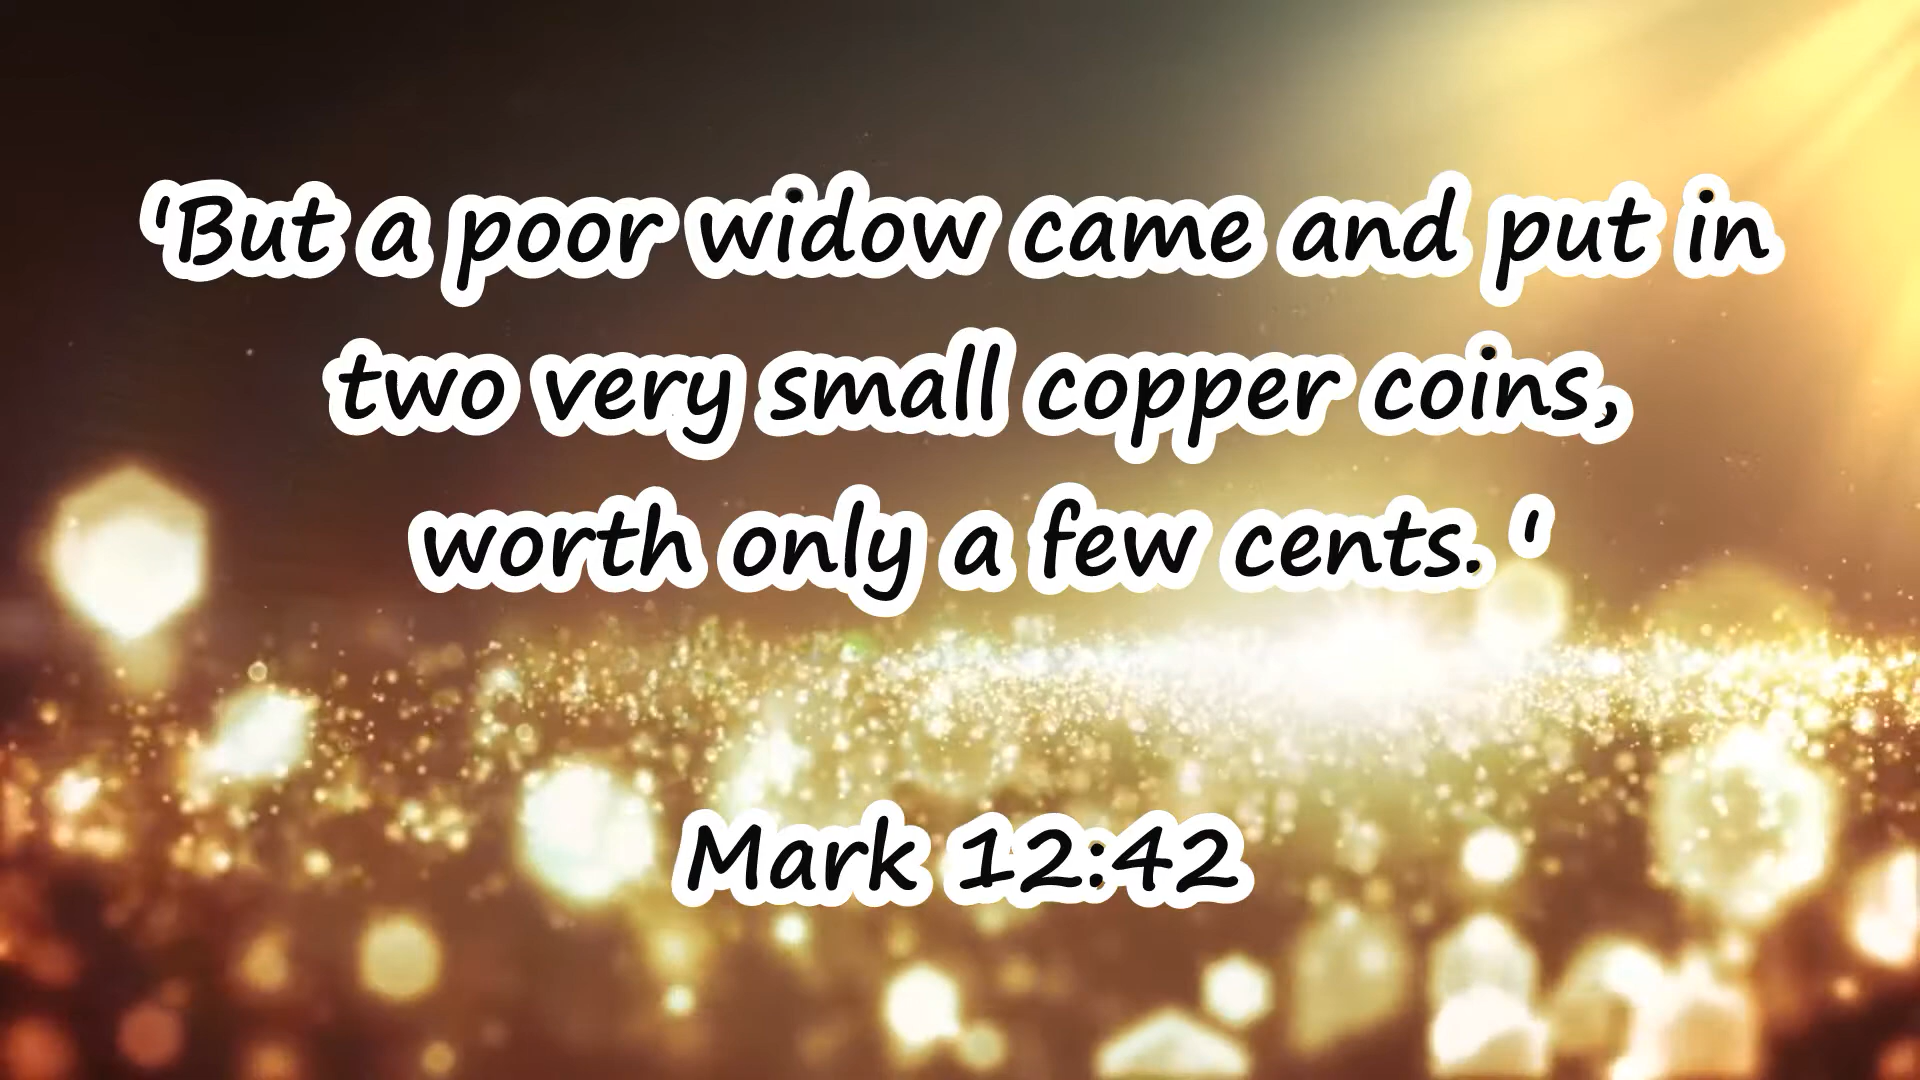 'But a poor widow came and put in
two very small copper coins,
worth only a few cents. '
Mark 12:42